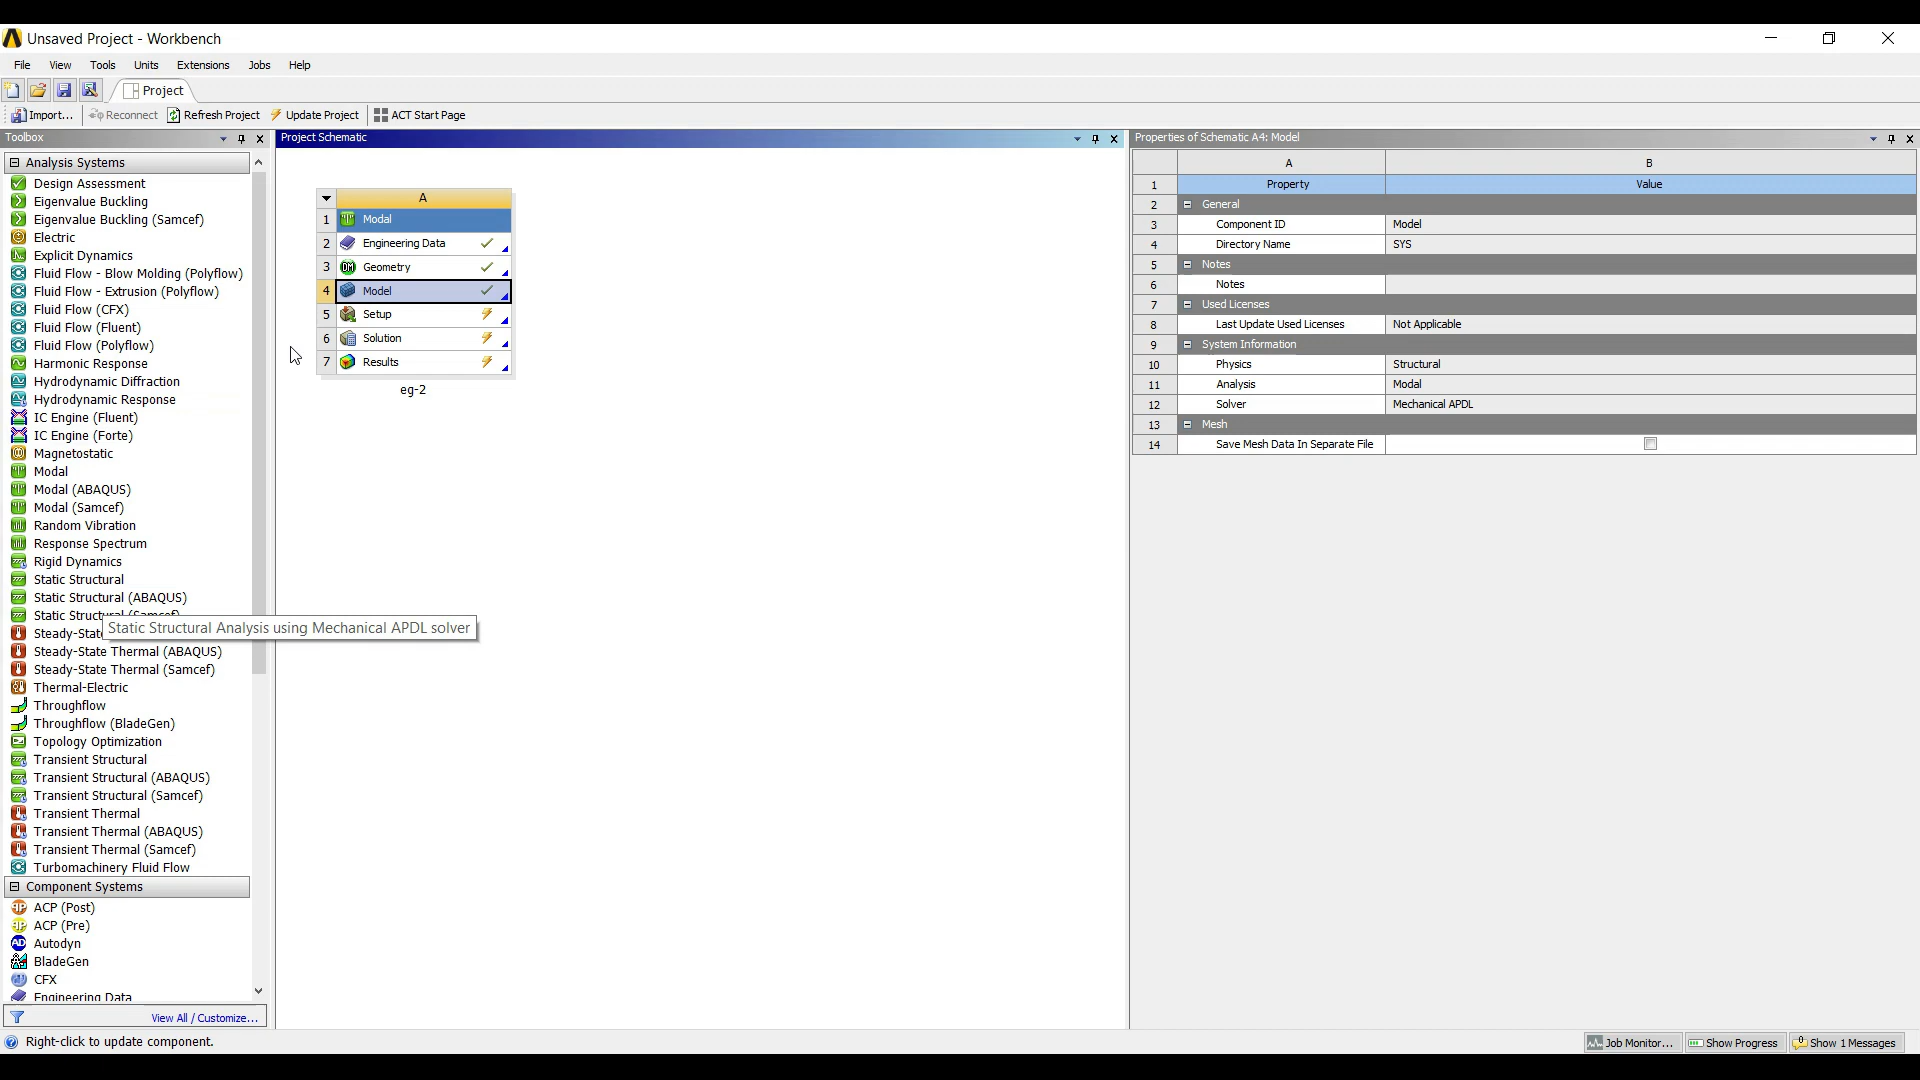 Unsaved Project - Workbench
File View Tools Units Extensions Jobs Help
Project
Import... Reconnect Refresh Project Update Project ACT Start Page
Toolbox
Analysis Systems
Design Assessment
Eigenvalue Buckling
Eigenvalue Buckling (Samcef)
Electric
Explicit Dynamics
Fluid Flow - Blow Molding (Polyflow)
Fluid Flow - Extrusion (Polyflow)
Fluid Flow (CFX)
Fluid Flow (Fluent)
Fluid Flow (Polyflow)
Harmonic Response
Hydrodynamic Diffraction
Hydrodynamic Response
IC Engine (Fluent)
IC Engine (Forte)
Magnetostatic
Modal
Modal (ABAQUS)
Modal (Samcef)
Random Vibration
Response Spectrum
Rigid Dynamics
Static Structural
Static Structural (ABAQUS)
Static Structural (Samcef)
Static Structural Analysis using Mechanical APDL solver
Steady-Stat
Steady-State Thermal (ABAQUS)
Steady-State Thermal (Samcef)
Thermal-Electric
Throughflow
Throughflow (BladeGen)
Topology Optimization
Transient Structural
Transient Structural (ABAQUS)
Transient Structural (Samcef)
Transient Thermal
Transient Thermal (ABAQUS)
Transient Thermal (Samcef)
Turbomachinery Fluid Flow
Component Systems
ACP (Post)
ACP (Pre)
Autodyn
BladeGen
CFX
Engineering Data
View All / Customize...
Project Schematic
A
1 Modal
2 Engineering Data
3 DM Geometry
4 Model
5 Setup
6 Solution
7 Results
eg-2
Properties of Schematic A4: Model
A B
1 Property Value
2 General
3 Component ID Model
4 Directory Name SYS
5 Notes
6 Notes
7 Used Licenses
8 Last Update Used Licenses Not Applicable
9 System Information
10 Physics Structural
11 Analysis Modal
12 Solver Mechanical APDL
13 Mesh
14 Save Mesh Data In Separate File
Right-click to update component.
Job Monitor... Show Progress Show 1 Messages